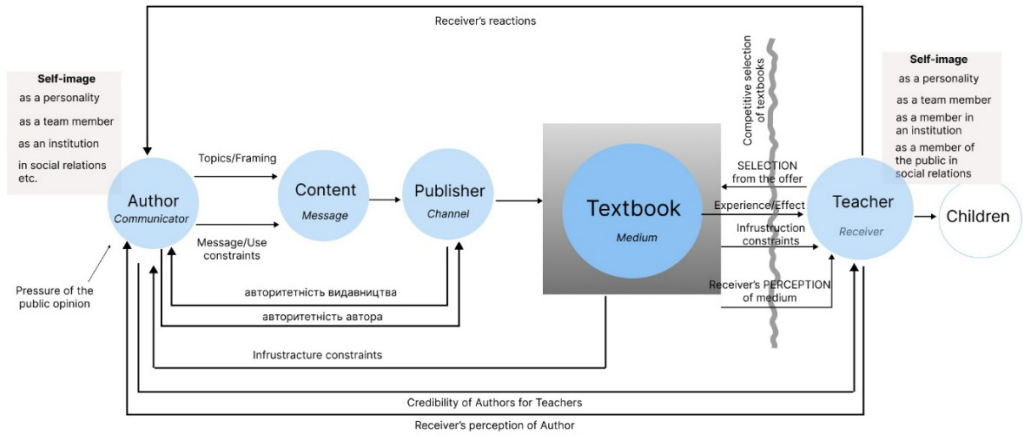 Receiver's reactions
Self-image
as a personality
as a team member
as an institution
in social relations
etc.
Author
Communicator
Topics/Framing
Message/Use
constraints
Content
Message
Publisher
Channel
Textbook
Medium
Competitive selection
of textbooks
SELECTION
from the offer
Experience/Effect
Infrustruction
constraints
Receiver's PERCEPTION
of medium
Self-image
as a personality
as a team member
as a member in
an institution
as a member of
the public in
social relations
Teacher
Receiver
Children
Pressure of the
public opinion
авторитетність видавництва
авторитетність автора
Infrustracture constraints
Credibility of Authors for Teachers
Receiver's perception of Author